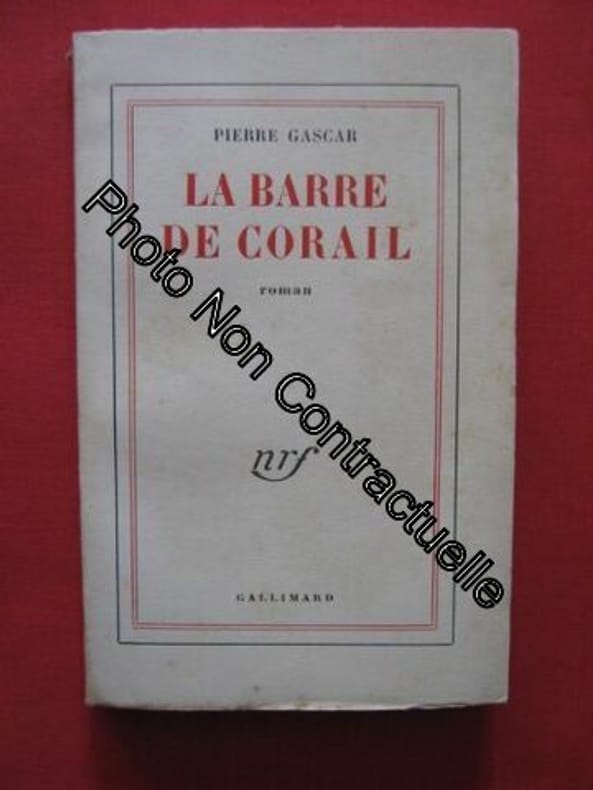 PIERRE GASCAR
LA BARRE
DE CORAIL
roman
nrf
GALLIMARD
Photo Non Contractuelle